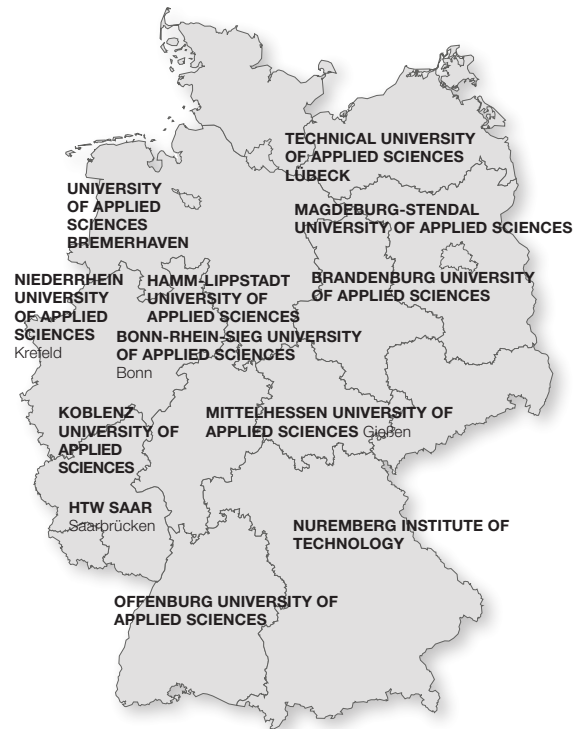 TECHNICAL UNIVERSITY
OF APPLIED SCIENCES
LÜBECK
UNIVERSITY
OF APPLIED
SCIENCES
BREMERHAVEN
MAGDEBURG-STENDAL
UNIVERSITY OF APPLIED SCIENCES
NIEDERRHEIN
UNIVERSITY
OF APPLIED
SCIENCES
Krefeld
HAMM-LIPPSTADT
UNIVERSITY OF
APPLIED SCIENCES
BRANDENBURG UNIVERSITY
OF APPLIED SCIENCES
BONN-RHEIN-SIEG UNIVERSITY
OF APPLIED SCIENCES
Bonn
KOBLENZ
UNIVERSITY OF
APPLIED
SCIENCES
MITTELHESSEN UNIVERSITY OF
APPLIED SCIENCES Gießen
HTW SAAR
Saarbrücken
NUREMBERG INSTITUTE OF
TECHNOLOGY
OFFENBURG UNIVERSITY OF
APPLIED SCIENCES